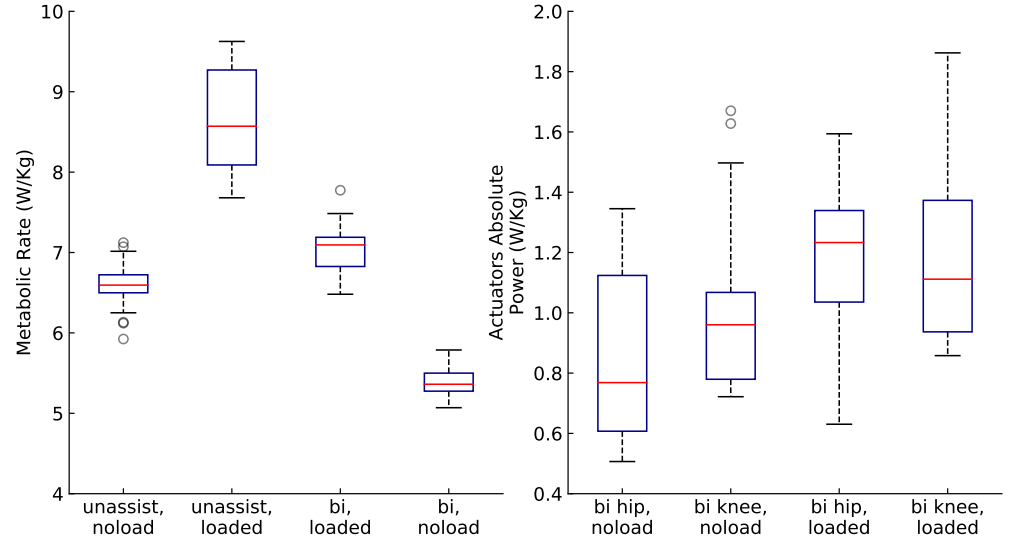 10
9
8
7
6
5
4
Metabolic Rate (W/Kg)
unassist,
noload
unassist,
loaded
bi,
loaded
bi,
noload
2.0
1.8
1.6
1.4
1.2
1.0
0.8
0.6
0.4
Actuators Absolute
Power (W/Kg)
bi hip,
noload
bi knee,
noload
bi hip,
loaded
bi knee,
loaded